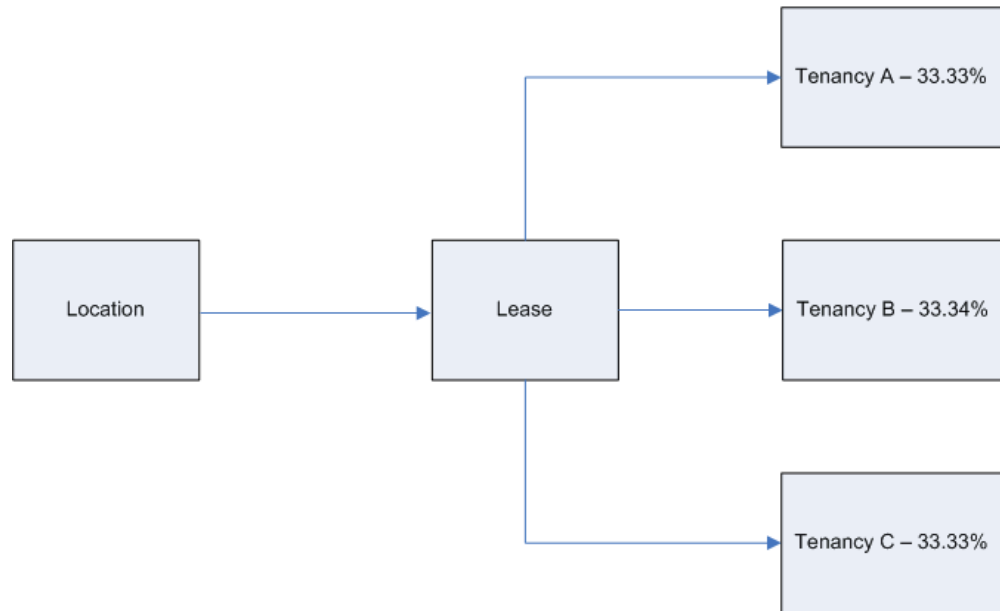 Tenancy A – 33.33%
Location
Lease
Tenancy B – 33.34%
Tenancy C – 33.33%